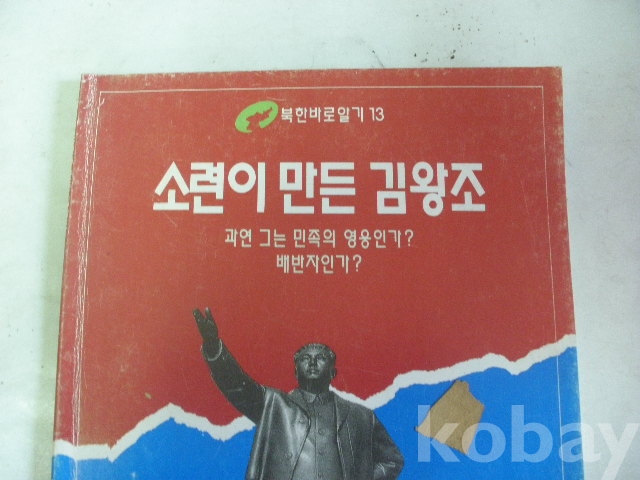 북한바로알기 13
소련이 만든 김왕조
과연 그는 민족의 영웅인가?
배반자인가?
kobay